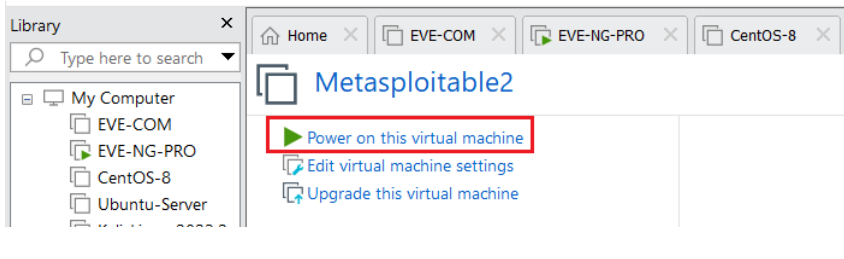 Library
Type here to search
My Computer
EVE-COM
EVE-NG-PRO
CentOS-8
Ubuntu-Server
Home
EVE-COM
EVE-NG-PRO
CentOS-8
Metasploitable2
Power on this virtual machine
Edit virtual machine settings
Upgrade this virtual machine